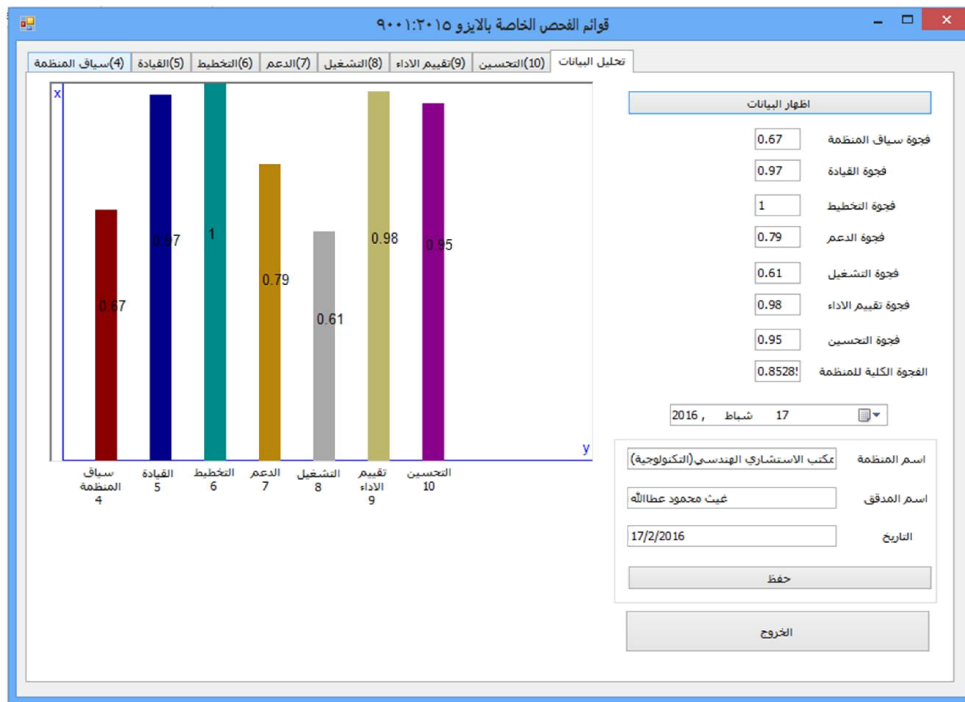 قوائم الفحص الخاصة بالايزو ٩٠٠١:٢٠١٥
تحليل البيانات
(10)التحسين
(9)تقييم الاداء
(8)التشغيل
(7)الدعم
(6)التخطيط
(5)القيادة
(4)سياق المنظمة
اظهار البيانات
فجوة سياق المنظمة 0.67
فجوة القيادة 0.97
فجوة التخطيط 1
فجوة الدعم 0.79
فجوة التشغيل 0.61
فجوة تقييم الاداء 0.98
فجوة التحسين 0.95
الفجوة الكلية للمنظمة
17 شباط , 2016
اسم المنظمة مكتب الاستشاري الهندسي(التكنولوجية)
اسم المدقق غيث محمود عطاالله
التاريخ 17/2/2016
حفظ
الخروج
x
0.67
0.97
1
0.79
0.61
0.98
0.95
y
سياق
المنظمة
4
القيادة
5
التخطيط
6
الدعم
7
التشغيل
8
تقييم
الاداء
9
التحسين
10